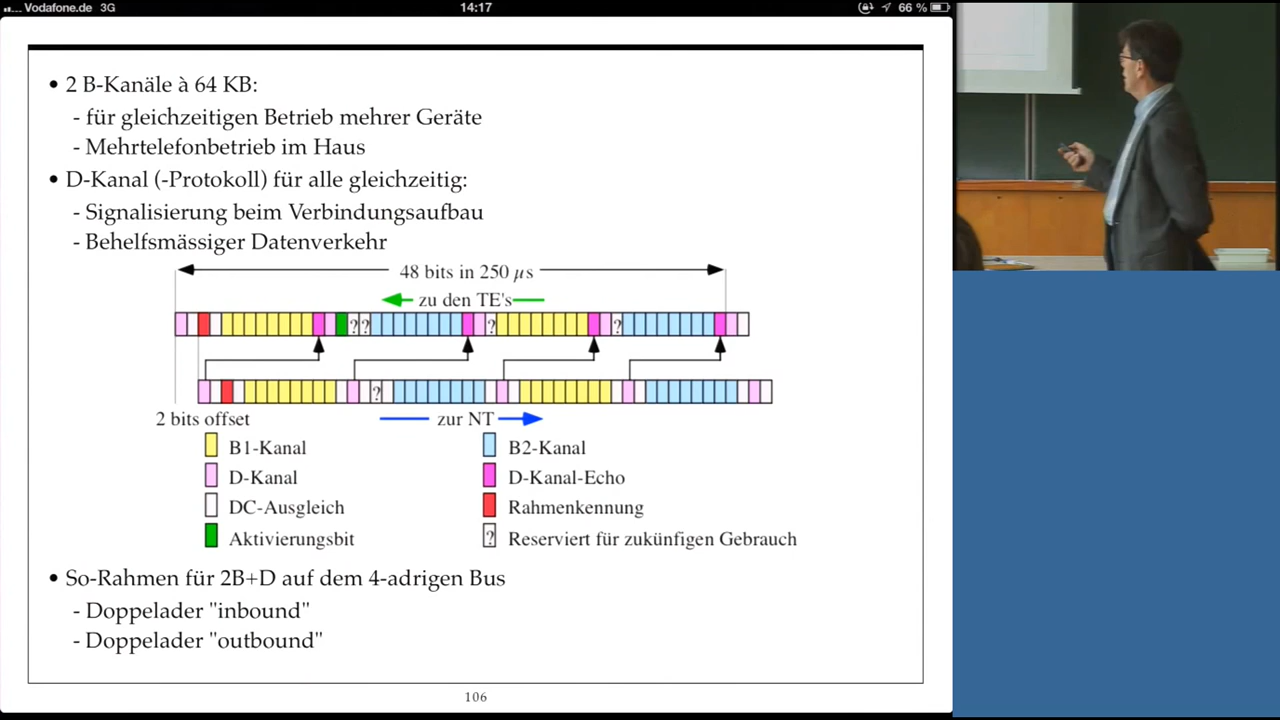 Vodafone.de 3G 14:17 66 %
• 2 B-Kanäle à 64 KB:
- für gleichzeitigen Betrieb mehrer Geräte
- Mehrtelefonbetrieb im Haus
• D-Kanal (-Protokoll) für alle gleichzeitig:
- Signalisierung beim Verbindungsaufbau
- Behelfsmässiger Datenverkehr
48 bits in 250 µs
zu den TE's
? ? ? ?
?
2 bits offset zur NT
B1-Kanal B2-Kanal
D-Kanal D-Kanal-Echo
DC-Ausgleich Rahmenkennung
Aktivierungsbit ? Reserviert für zukünfigen Gebrauch
• So-Rahmen für 2B+D auf dem 4-adrigen Bus
- Doppelader "inbound"
- Doppelader "outbound"
106